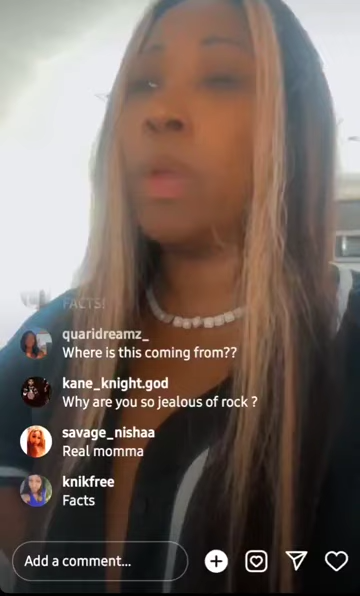 FACTS!
quaridreamz_
Where is this coming from??
kane_knight.god
Why are you so jealous of rock ?
savage_nishaa
Real momma
knikfree
Facts
Add a comment...